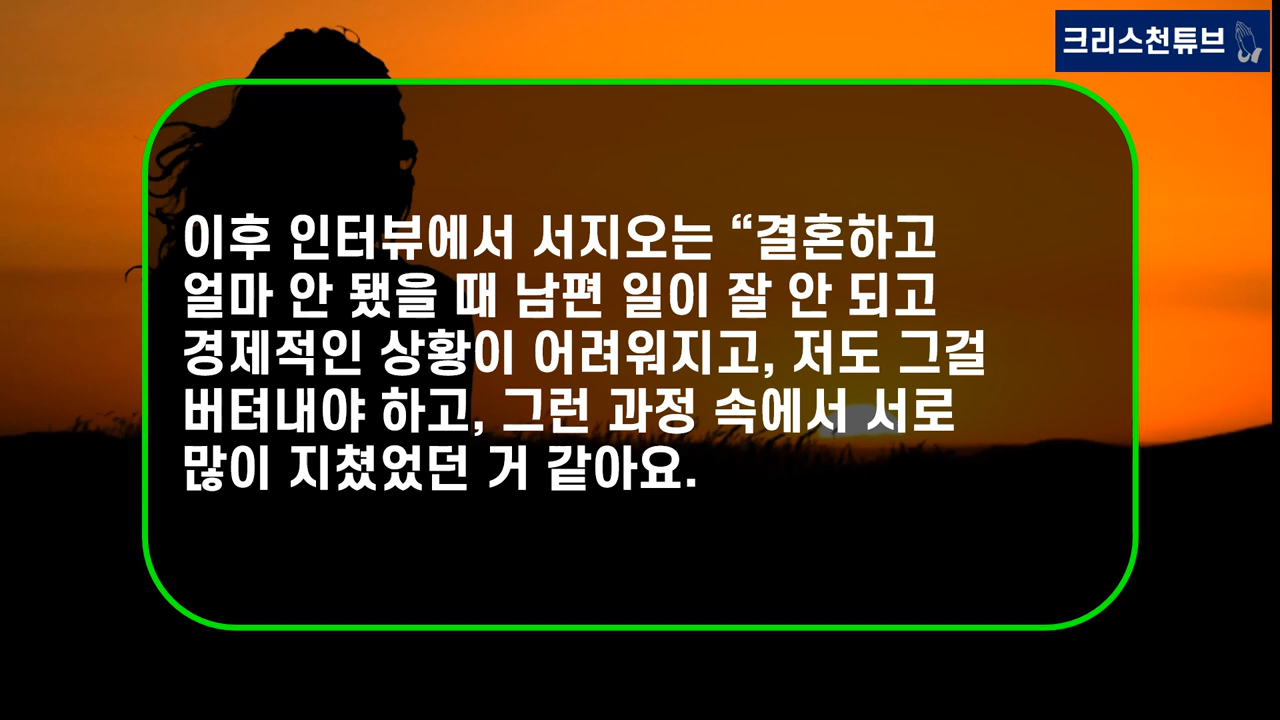 크리스천튜브
이후 인터뷰에서 서지오는 “결혼하고
얼마 안 됐을 때 남편 일이 잘 안 되고
경제적인 상황이 어려워지고, 저도 그걸
버텨내야 하고, 그런 과정 속에서 서로
많이 지쳤었던 거 같아요.